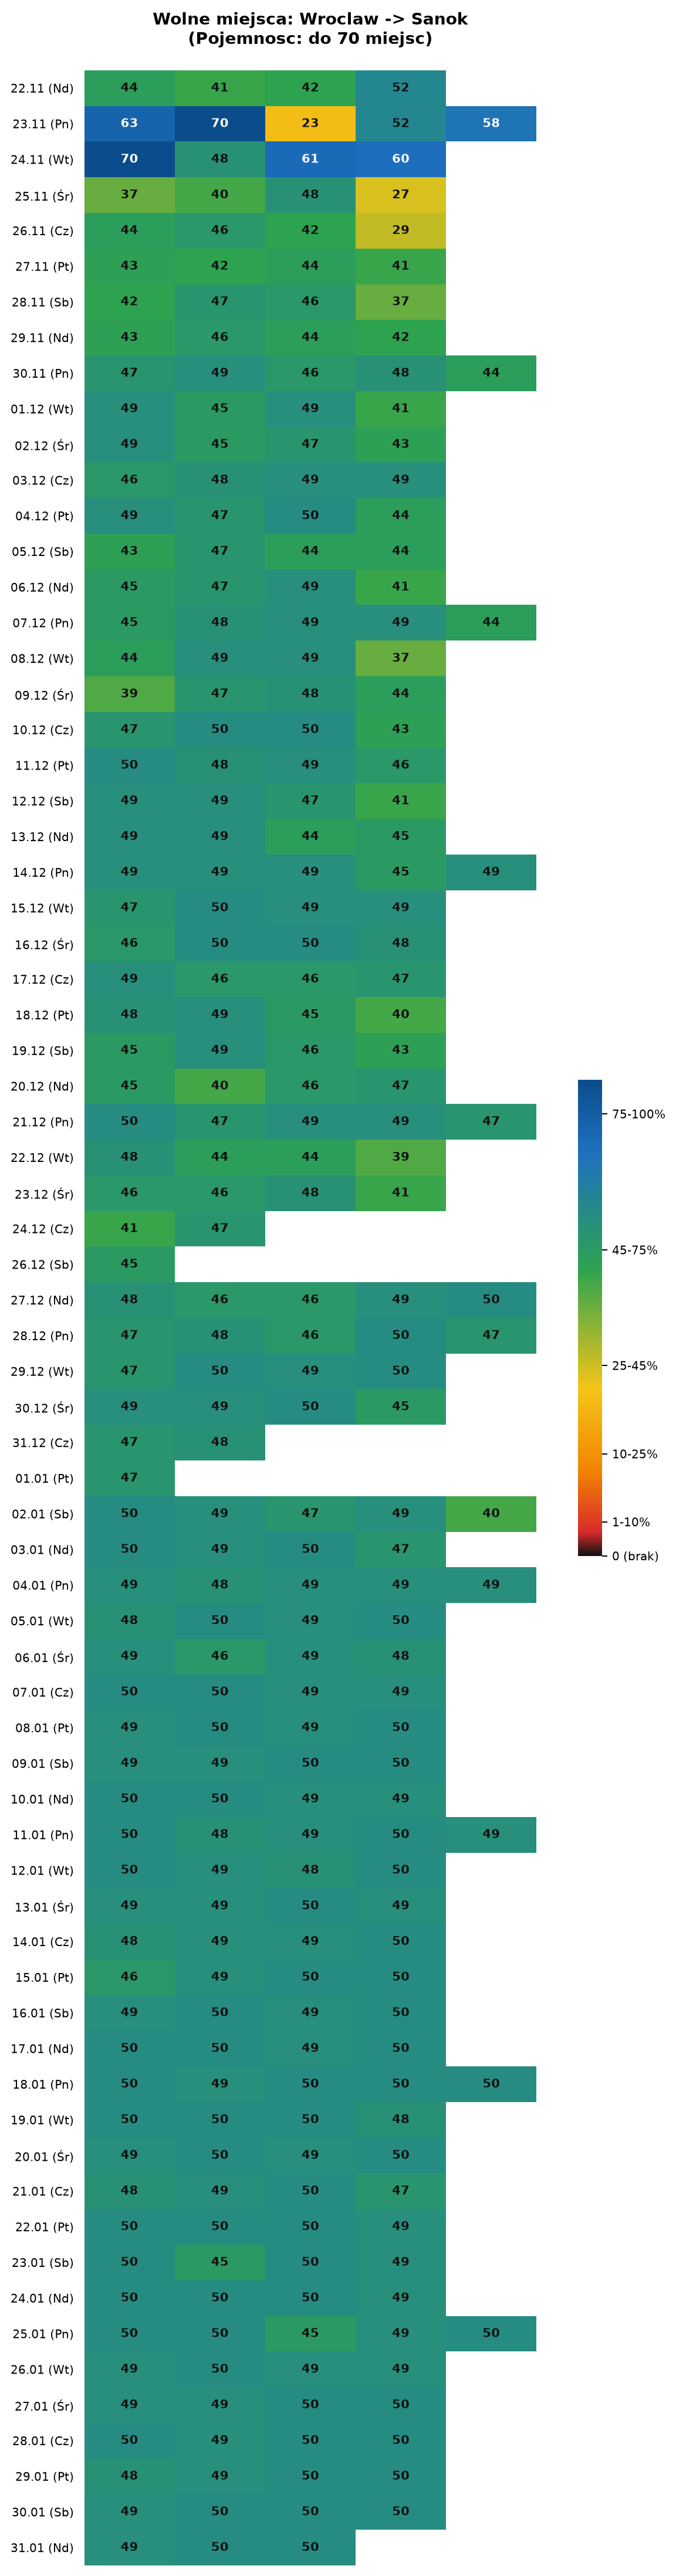 Wolne miejsca: Wroclaw -> Sanok
(Pojemnosc: do 70 miejsc)
22.11 (Nd) 44 41 42 52
23.11 (Pn) 63 70 23 52 58
24.11 (Wt) 70 48 61 60
25.11 (Śr) 37 40 48 27
26.11 (Cz) 44 46 42 29
27.11 (Pt) 43 42 44 41
28.11 (Sb) 42 47 46 37
29.11 (Nd) 43 46 44 42
30.11 (Pn) 47 49 46 48 44
01.12 (Wt) 49 45 49 41
02.12 (Śr) 49 45 47 43
03.12 (Cz) 46 48 49 49
04.12 (Pt) 49 47 50 44
05.12 (Sb) 43 47 44 44
06.12 (Nd) 45 47 49 41
07.12 (Pn) 45 48 49 49 44
08.12 (Wt) 44 49 49 37
09.12 (Śr) 39 47 48 44
10.12 (Cz) 47 50 50 43
11.12 (Pt) 50 48 49 46
12.12 (Sb) 49 49 47 41
13.12 (Nd) 49 49 44 45
14.12 (Pn) 49 49 49 45 49
15.12 (Wt) 47 50 49 49
16.12 (Śr) 46 50 50 48
17.12 (Cz) 49 46 46 47
18.12 (Pt) 48 49 45 40
19.12 (Sb) 45 49 46 43
20.12 (Nd) 45 40 46 47
21.12 (Pn) 50 47 49 49 47
22.12 (Wt) 48 44 44 39
23.12 (Śr) 46 46 48 41
24.12 (Cz) 41 47
26.12 (Sb) 45
27.12 (Nd) 48 46 46 49 50
28.12 (Pn) 47 48 46 50 47
29.12 (Wt) 47 50 49 50
30.12 (Śr) 49 49 50 45
31.12 (Cz) 47 48
01.01 (Pt) 47
02.01 (Sb) 50 49 47 49 40
03.01 (Nd) 50 49 50 47
04.01 (Pn) 49 48 49 49 49
05.01 (Wt) 48 50 49 50
06.01 (Śr) 49 46 49 48
07.01 (Cz) 50 50 49 49
08.01 (Pt) 49 50 49 50
09.01 (Sb) 49 49 50 50
10.01 (Nd) 50 50 49 49
11.01 (Pn) 50 48 49 50 49
12.01 (Wt) 50 49 48 50
13.01 (Śr) 49 49 50 49
14.01 (Cz) 48 49 49 50
15.01 (Pt) 46 49 50 50
16.01 (Sb) 49 50 49 50
17.01 (Nd) 50 50 49 50
18.01 (Pn) 50 49 50 50 50
19.01 (Wt) 50 50 50 48
20.01 (Śr) 49 50 49 50
21.01 (Cz) 48 49 50 47
22.01 (Pt) 50 50 50 49
23.01 (Sb) 50 45 50 49
24.01 (Nd) 50 50 50 49
25.01 (Pn) 50 50 45 49 50
26.01 (Wt) 49 50 49 49
27.01 (Śr) 49 49 50 50
28.01 (Cz) 50 49 50 50
29.01 (Pt) 48 49 50 50
30.01 (Sb) 49 50 50 50
31.01 (Nd) 49 50 50
75-100%
45-75%
25-45%
10-25%
1-10%
0 (brak)